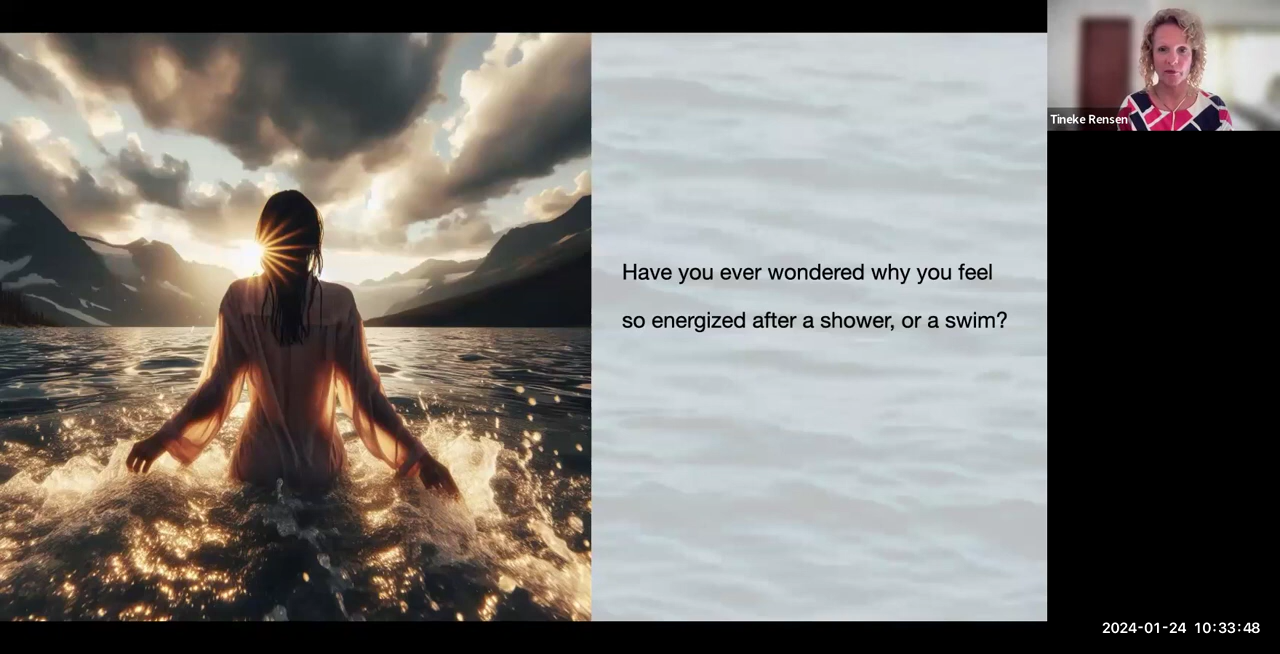 Tineke Rensen
Have you ever wondered why you feel
so energized after a shower, or a swim?
2024-01-24 10:33:48